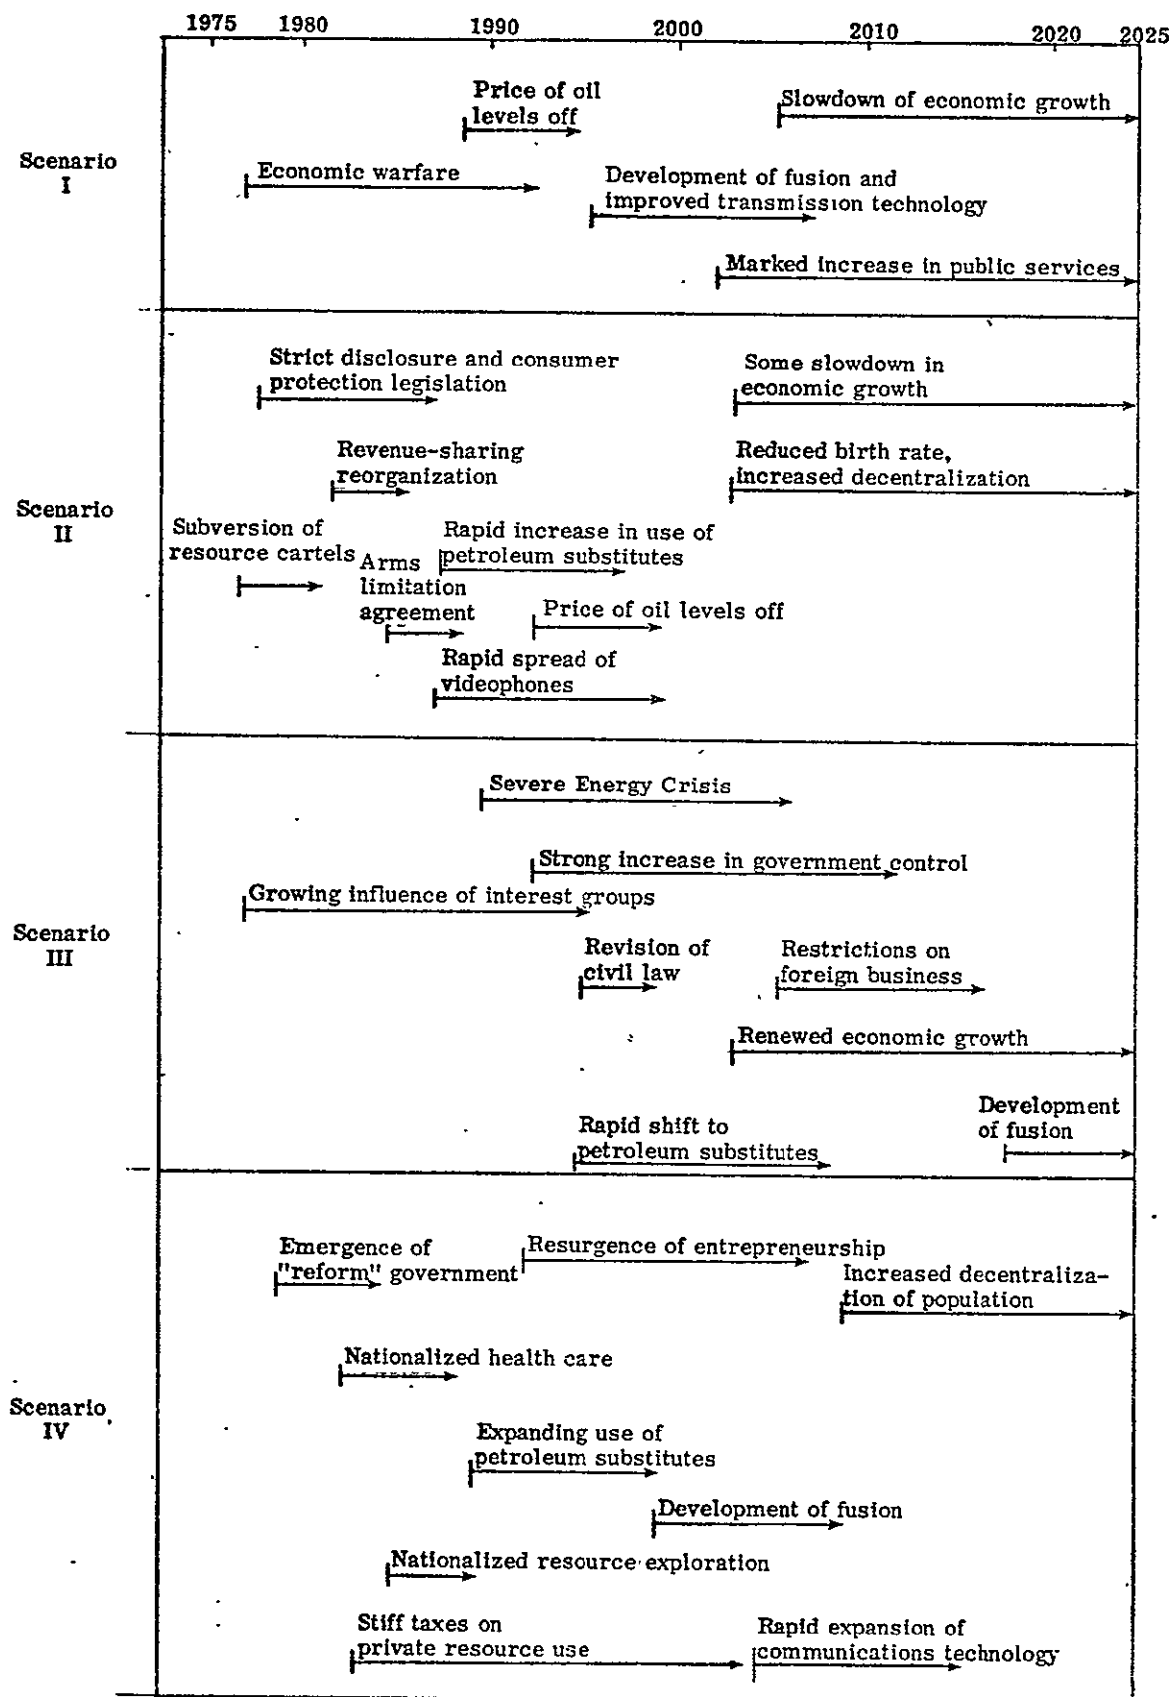 1975 1980 1990 2000 2010 2020 2025
Scenario
I
Price of oil
levels off
Slowdown of economic growth
Economic warfare
Development of fusion and
improved transmission technology
Marked increase in public services
Scenario
II
Strict disclosure and consumer
protection legislation
Some slowdown in
economic growth
Revenue-sharing
reorganization
Reduced birth rate,
increased decentralization
Subversion of
resource cartels
Arms
limitation
agreement
Rapid increase in use of
petroleum substitutes
Price of oil levels off
Rapid spread of
videophones
Scenario
III
Severe Energy Crisis
Strong increase in government control
Growing influence of interest groups
Revision of
civil law
Restrictions on
foreign business
Renewed economic growth
Rapid shift to
petroleum substitutes
Development
of fusion
Scenario
IV
Emergence of
"reform" government
Resurgence of entrepreneurship
Increased decentraliza-
tion of population
Nationalized health care
Expanding use of
petroleum substitutes
Development of fusion
Nationalized resource exploration
Stiff taxes on
private resource use
Rapid expansion of
communications technology